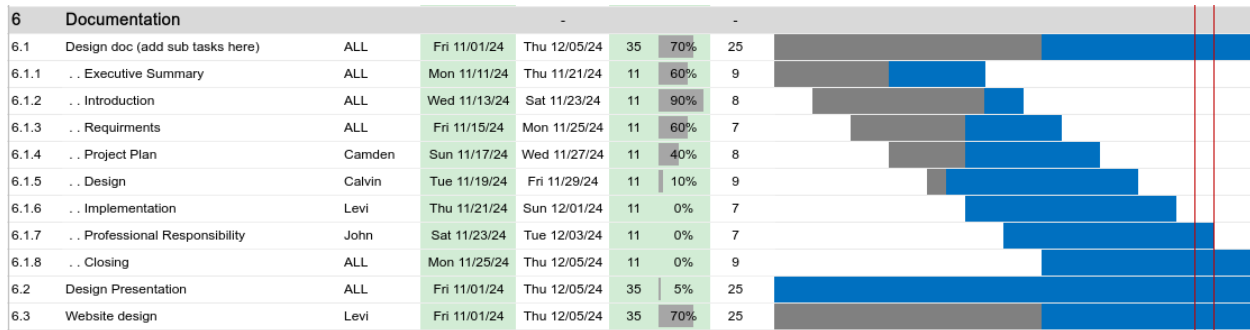 6 Documentation - -
6.1 Design doc (add sub tasks here) ALL Fri 11/01/24 Thu 12/05/24 35 70% 25
6.1.1 . . Executive Summary ALL Mon 11/11/24 Thu 11/21/24 11 60% 9
6.1.2 . . Introduction ALL Wed 11/13/24 Sat 11/23/24 11 90% 8
6.1.3 . . Requirments ALL Fri 11/15/24 Mon 11/25/24 11 60% 7
6.1.4 . . Project Plan Camden Sun 11/17/24 Wed 11/27/24 11 40% 8
6.1.5 . . Design Calvin Tue 11/19/24 Fri 11/29/24 11 10% 9
6.1.6 . . Implementation Levi Thu 11/21/24 Sun 12/01/24 11 0% 7
6.1.7 . . Professional Responsibility John Sat 11/23/24 Tue 12/03/24 11 0% 7
6.1.8 . . Closing ALL Mon 11/25/24 Thu 12/05/24 11 0% 9
6.2 Design Presentation ALL Fri 11/01/24 Thu 12/05/24 35 5% 25
6.3 Website design Levi Fri 11/01/24 Thu 12/05/24 35 70% 25